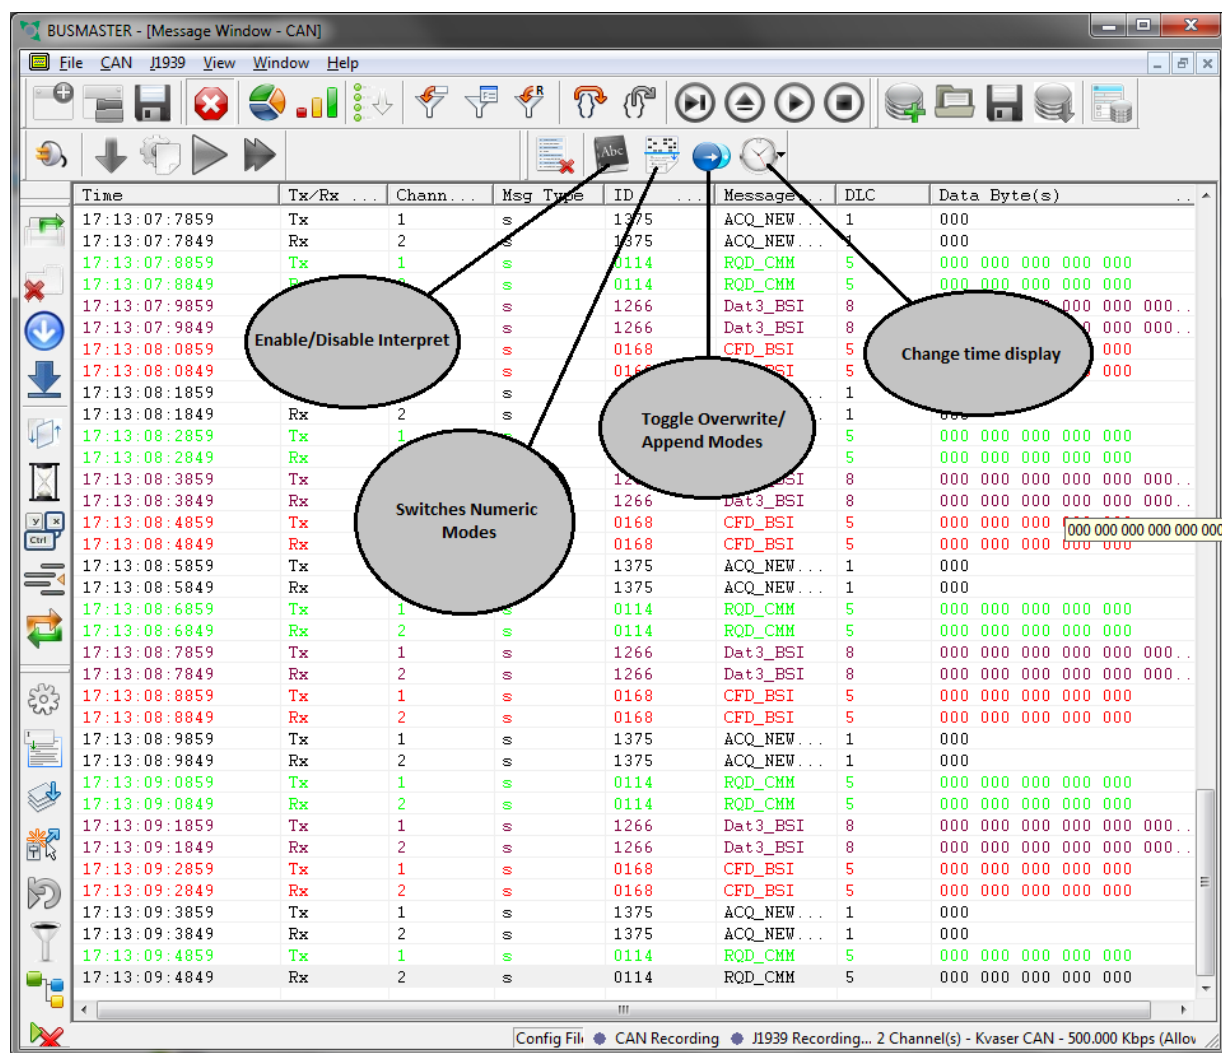 BUSMASTER - [Message Window - CAN]
File CAN J1939 View Window Help
R
Abc
Time Tx/Rx ... Chann... Msg Type ID ... Message... DLC Data Byte(s) ...
17:13:07:7859 Tx 1 s 1375 ACQ_NEW... 1 000
17:13:07:7849 Rx 2 s 1375 ACQ_NEW... 1 000
17:13:07:8859 Tx 1 s 0114 RQD_CMM 5 000 000 000 000 000
17:13:07:8849 s 0114 RQD_CMM 5 000 000 000 000 000
17:13:07:9859 s 1266 Dat3_BSI 8 000 000 000...
17:13:07:9849 s 1266 Dat3_BSI 8 000 000...
17:13:08:0859 s 0168 CFD_BSI 5 000
17:13:08:0849 s 5 000
17:13:08:1859 s 1
17:13:08:1849 Rx 2 s 1
17:13:08:2859 Tx 1 5 000 000 000 000 000
17:13:08:2849 Rx 5 000 000 000 000 000
17:13:08:3859 Tx 8 000 000 000 000 000 000...
17:13:08:3849 Rx 1266 Dat3_BSI 8 000 000 000 000 000 000...
17:13:08:4859 Tx 0168 CFD_BSI 5 000 000 000
17:13:08:4849 Rx 0168 CFD_BSI 5 000 000 000 000 000
17:13:08:5859 Tx 1375 ACQ_NEW... 1 000
17:13:08:5849 Rx 1375 ACQ_NEW... 1 000
17:13:08:6859 Tx 1 s 0114 RQD_CMM 5 000 000 000 000 000
17:13:08:6849 Rx 2 s 0114 RQD_CMM 5 000 000 000 000 000
17:13:08:7859 Tx 1 s 1266 Dat3_BSI 8 000 000 000 000 000 000...
17:13:08:7849 Rx 2 s 1266 Dat3_BSI 8 000 000 000 000 000 000...
17:13:08:8859 Tx 1 s 0168 CFD_BSI 5 000 000 000 000 000
17:13:08:8849 Rx 2 s 0168 CFD_BSI 5 000 000 000 000 000
17:13:08:9859 Tx 1 s 1375 ACQ_NEW... 1 000
17:13:08:9849 Rx 2 s 1375 ACQ_NEW... 1 000
17:13:09:0859 Tx 1 s 0114 RQD_CMM 5 000 000 000 000 000
17:13:09:0849 Rx 2 s 0114 RQD_CMM 5 000 000 000 000 000
17:13:09:1859 Tx 1 s 1266 Dat3_BSI 8 000 000 000 000 000 000...
17:13:09:1849 Rx 2 s 1266 Dat3_BSI 8 000 000 000 000 000 000...
17:13:09:2859 Tx 1 s 0168 CFD_BSI 5 000 000 000 000 000
17:13:09:2849 Rx 2 s 0168 CFD_BSI 5 000 000 000 000 000
17:13:09:3859 Tx 1 s 1375 ACQ_NEW... 1 000
17:13:09:3849 Rx 2 s 1375 ACQ_NEW... 1 000
17:13:09:4859 Tx 1 s 0114 RQD_CMM 5 000 000 000 000 000
17:13:09:4849 Rx 2 s 0114 RQD_CMM 5 000 000 000 000 000
Enable/Disable Interpret
Change time display
Toggle Overwrite/
Append Modes
Switches Numeric
Modes
000 000 000 000 000 000
y x
Ctrl
Config Fil CAN Recording J1939 Recording... 2 Channel(s) - Kvaser CAN - 500.000 Kbps (Allov